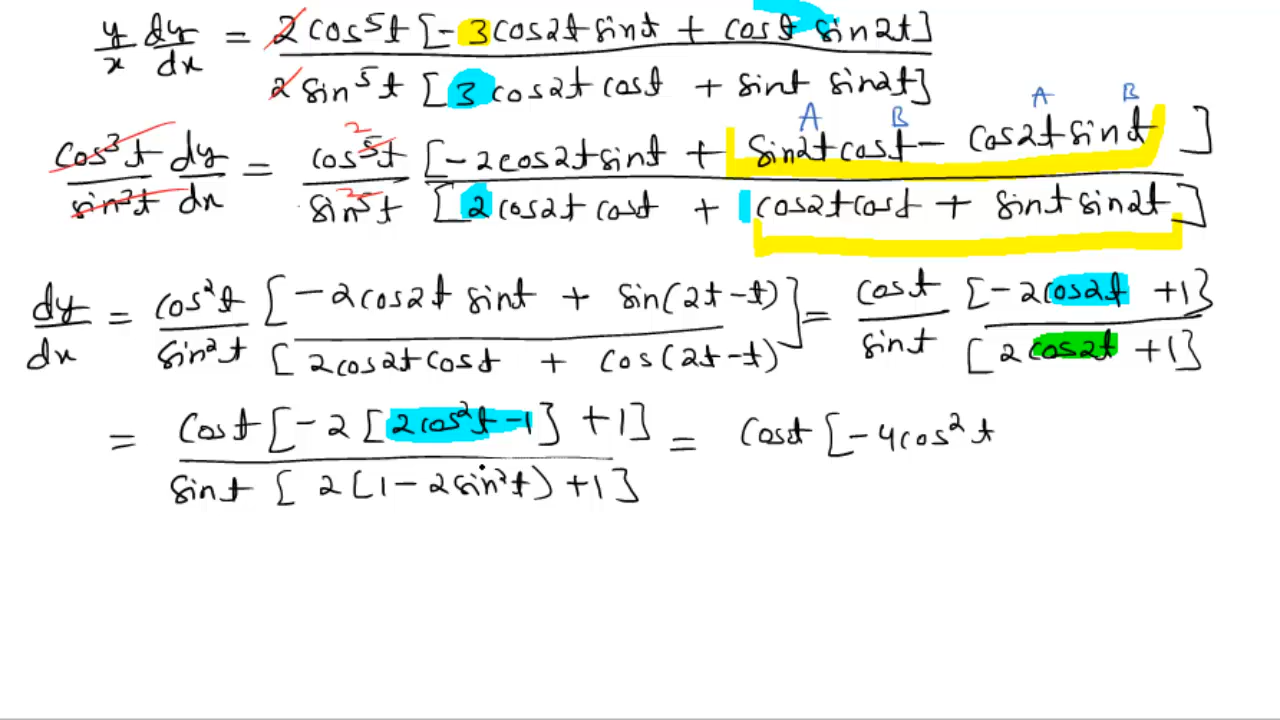 y/x dy/dx = 2cos⁵t [-3cos2t sint + cost sin2t] / 2sin⁵t [3cos2t cost + sint sin2t]
A B A B
cos³t/sin³t dy/dx = cos⁵t/sin⁵t [-2cos2t sint + sin2t cost - cos2t sint] / [2cos2t cost + cos2t cost + sint sin2t]
2
2
dy/dx = cos²t/sin²t [-2cos2t sint + sin(2t-t)] / [2cos2t cost + cos(2t-t)] = cost/sint [-2cos2t +1] / [2cos2t +1]
= cost [-2[2cos²t-1] +1] / sint [2[1-2sin²t) +1] = cost [-4cos²t